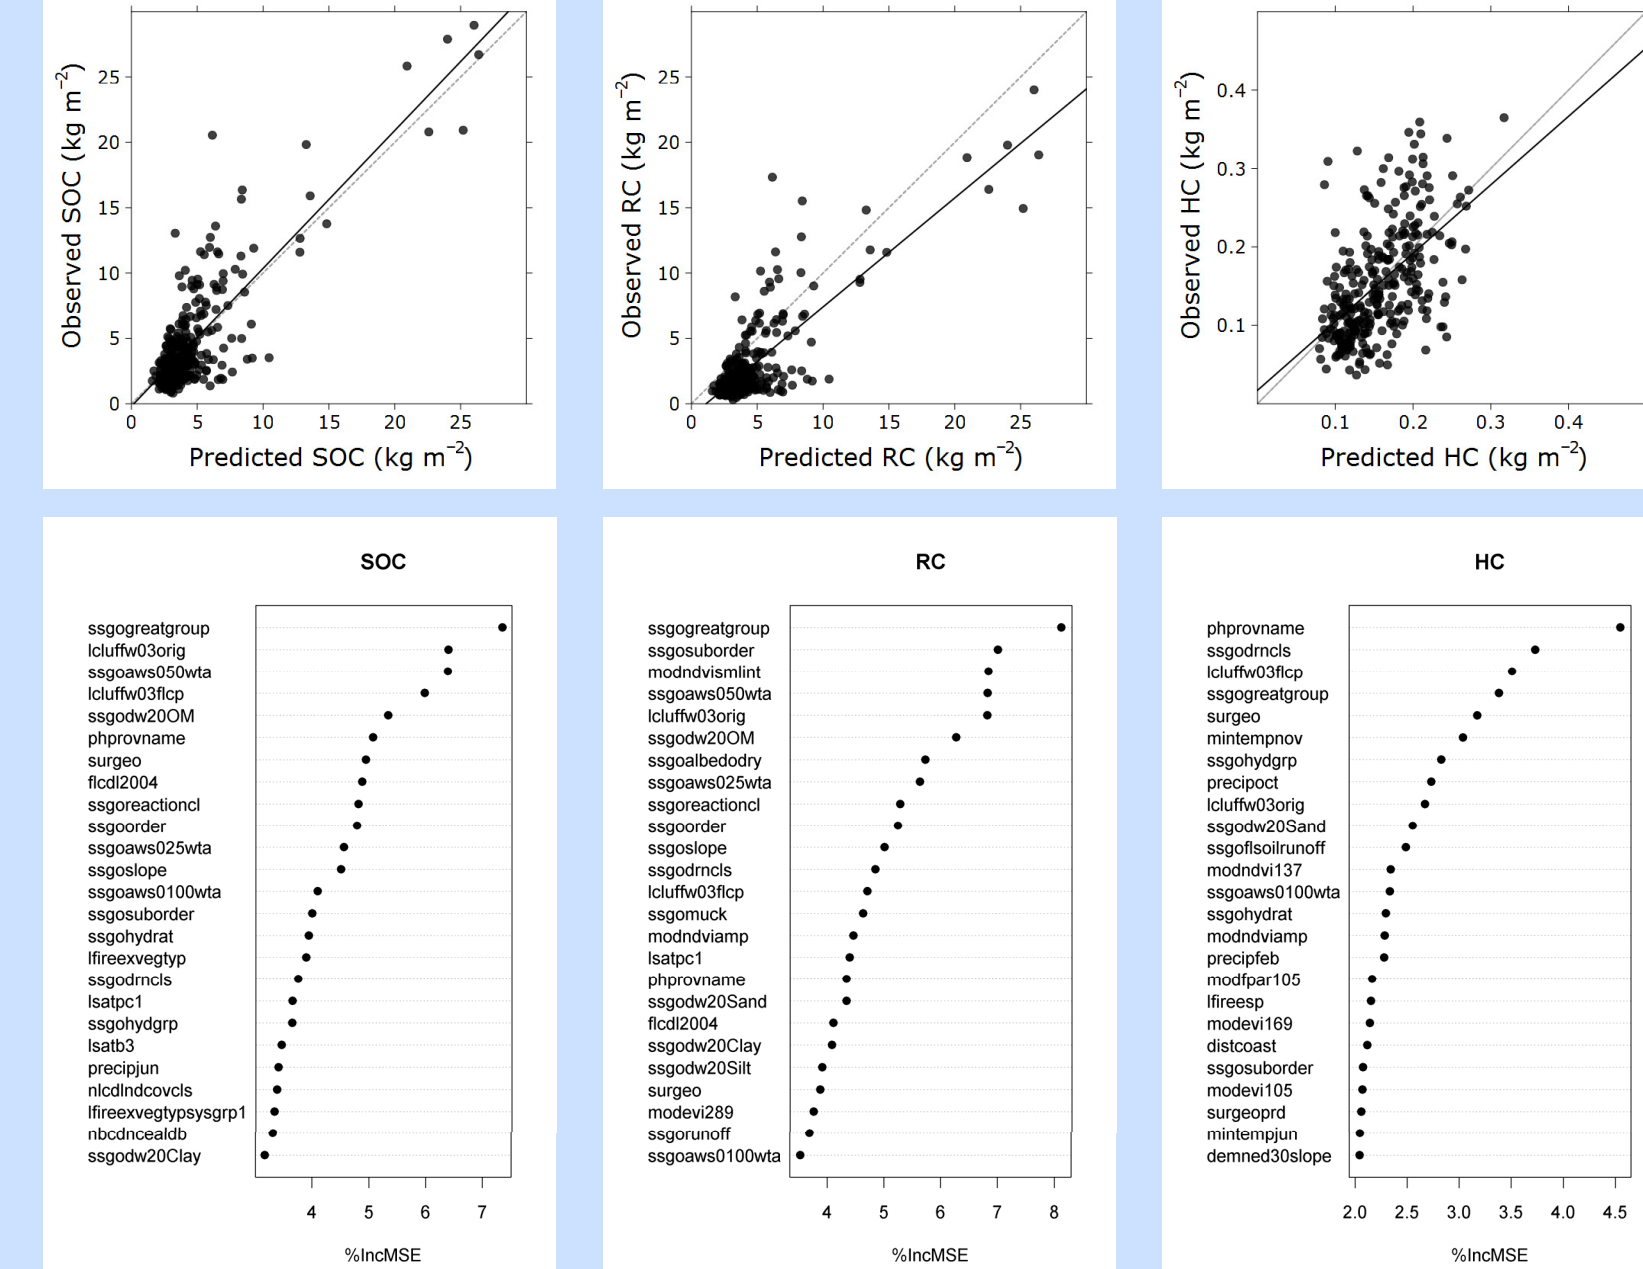 Observed SOC (kg m−2)
25
20
15
10
5
0
0 5 10 15 20 25
Predicted SOC (kg m−2)
Observed RC (kg m−2)
25
20
15
10
5
0
0 5 10 15 20 25
Predicted RC (kg m−2)
Observed HC (kg m−2)
0.4
0.3
0.2
0.1
0.1 0.2 0.3 0.4
Predicted HC (kg m−2)
SOC
ssgogreatgroup
lcluffw03orig
ssgoaws050wta
lcluffw03flcp
ssgodw20OM
phprovname
surgeo
flcdl2004
ssgoreactioncl
ssgoorder
ssgoaws025wta
ssgoslope
ssgoaws0100wta
ssgosuborder
ssgohydrat
lfireexvegtyp
ssgodrncls
lsatpc1
ssgohydgrp
lsatb3
precipjun
nlcdlndcovcls
lfireexvegtypsysgrp1
nbcdncealdb
ssgodw20Clay
4 5 6 7
%IncMSE
RC
ssgogreatgroup
ssgosuborder
modndvismlint
ssgoaws050wta
lcluffw03orig
ssgodw20OM
ssgoalbedodry
ssgoaws025wta
ssgoreactioncl
ssgoorder
ssgoslope
ssgodrncls
lcluffw03flcp
ssgomuck
modndviamp
lsatpc1
phprovname
ssgodw20Sand
flcdl2004
ssgodw20Clay
ssgodw20Silt
surgeo
modevi289
ssgorunoff
ssgoaws0100wta
4 5 6 7 8
%IncMSE
HC
phprovname
ssgodrncls
lcluffw03flcp
ssgogreatgroup
surgeo
mintempnov
ssgohydgrp
precipoct
lcluffw03orig
ssgodw20Sand
ssgoflsoilrunoff
modndvi137
ssgoaws0100wta
ssgohydrat
modndviamp
precipfeb
modfpar105
lfireesp
modevi169
distcoast
ssgosuborder
modevi105
surgeoprd
mintempjun
demned30slope
2.0 2.5 3.0 3.5 4.0 4.5
%IncMSE